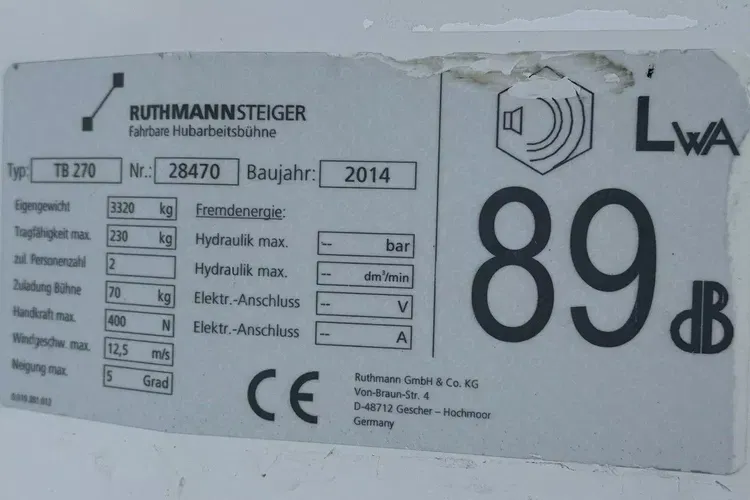 RUTHMANNSTEIGER
Fahrbare Hubarbeitsbühne
Typ: TB 270 Nr.: 28470 Baujahr: 2014
Eigengewicht 3320 kg
Tragfähigkeit max. 230 kg
zul. Personenzahl 2
Zuladung Bühne 70 kg
Handkraft max. 400 N
Windgeschw. max. 12,5 m/s
Neigung max. 5 Grad
Fremdenergie:
Hydraulik max. -- bar
Hydraulik max. -- dm³/min
Elektr.-Anschluss -- V
Elektr.-Anschluss -- A
CE
Ruthmann GmbH & Co. KG
Von-Braun-Str. 4
D-48712 Gescher – Hochmoor
Germany
LWA
89 dB